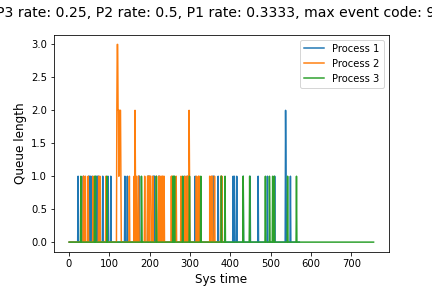 P3 rate: 0.25, P2 rate: 0.5, P1 rate: 0.3333, max event code: 9
3.0
2.5
2.0
1.5
1.0
0.5
0.0
Queue length
Process 1
Process 2
Process 3
0 100 200 300 400 500 600 700
Sys time